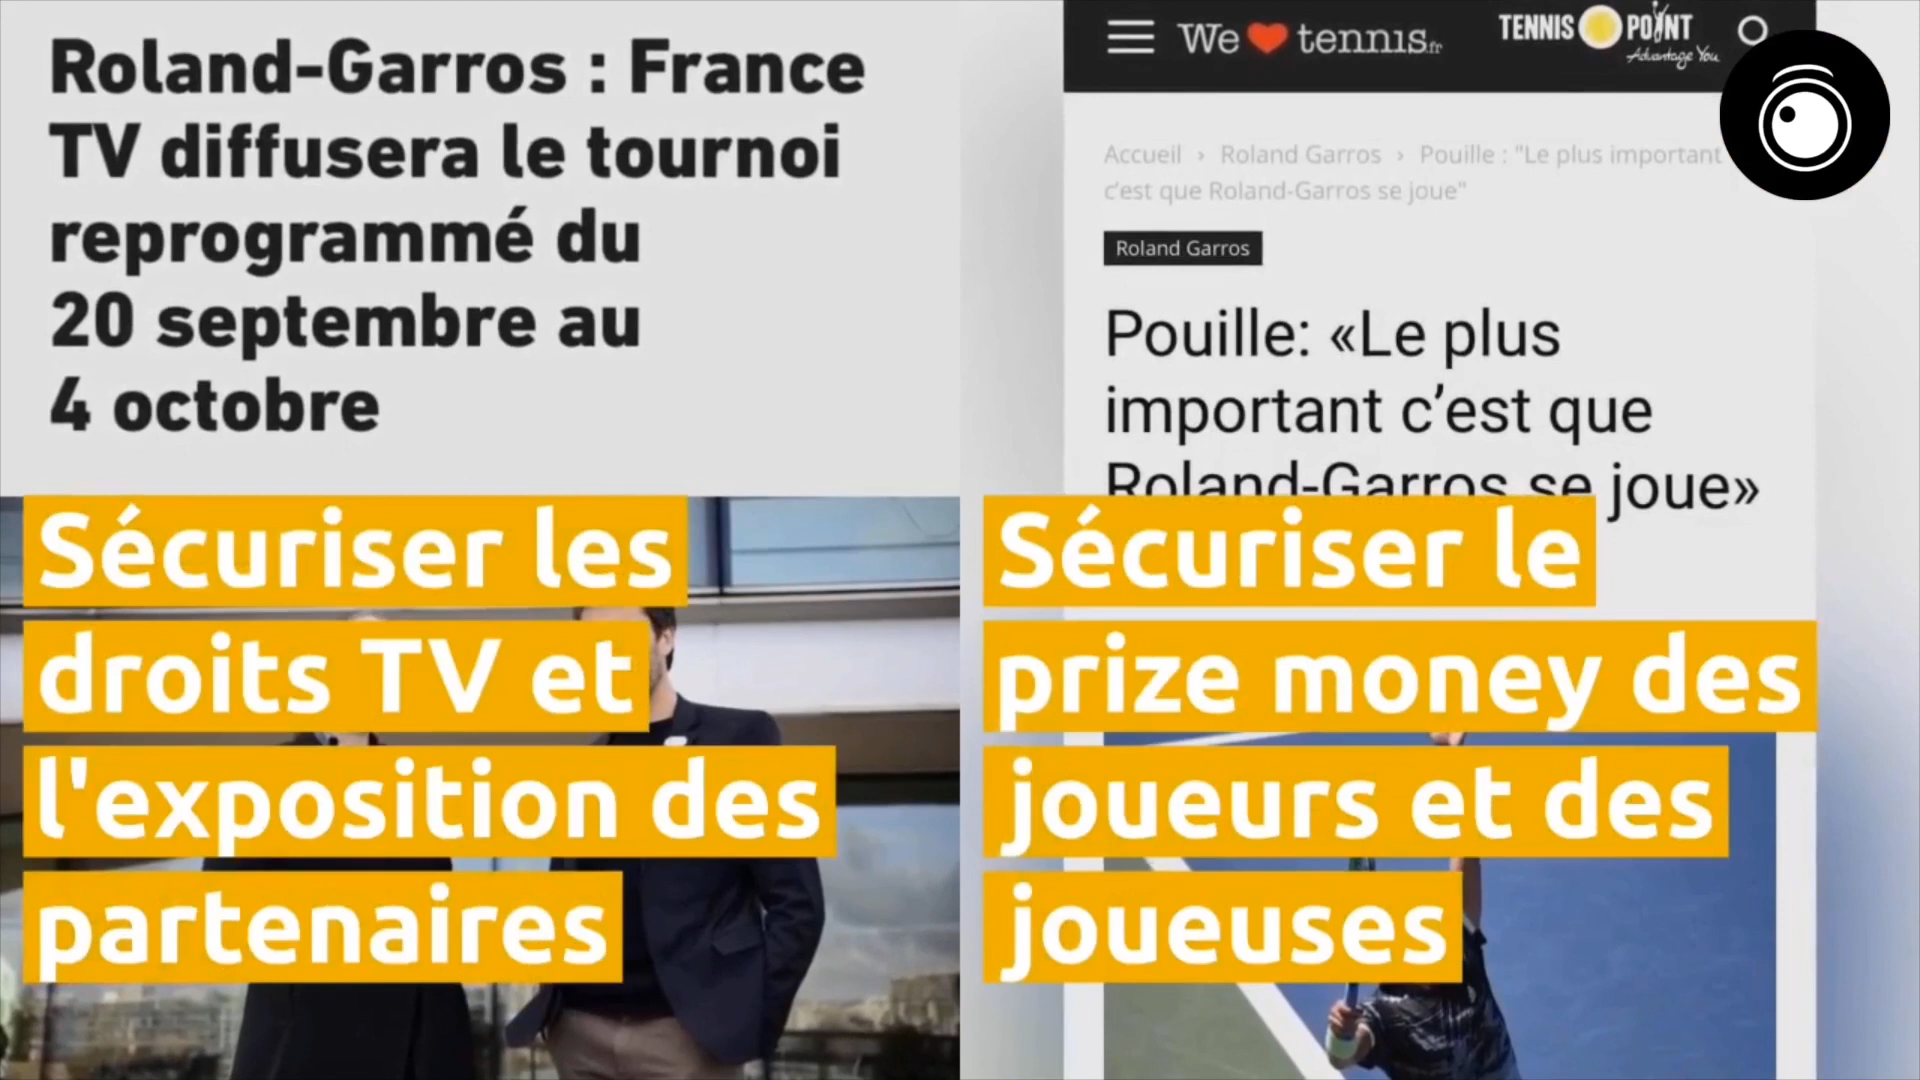 Roland-Garros : France
TV diffusera le tournoi
reprogrammé du
20 septembre au
4 octobre
Sécuriser les
droits TV et
l'exposition des
partenaires
We tennis.fr
TENNIS POINT
Advantage You
Accueil › Roland Garros › Pouille : "Le plus important
c'est que Roland-Garros se joue"
Roland Garros
Pouille: «Le plus
important c’est que
Roland-Garros se joue»
Sécuriser le
prize money des
joueurs et des
joueuses